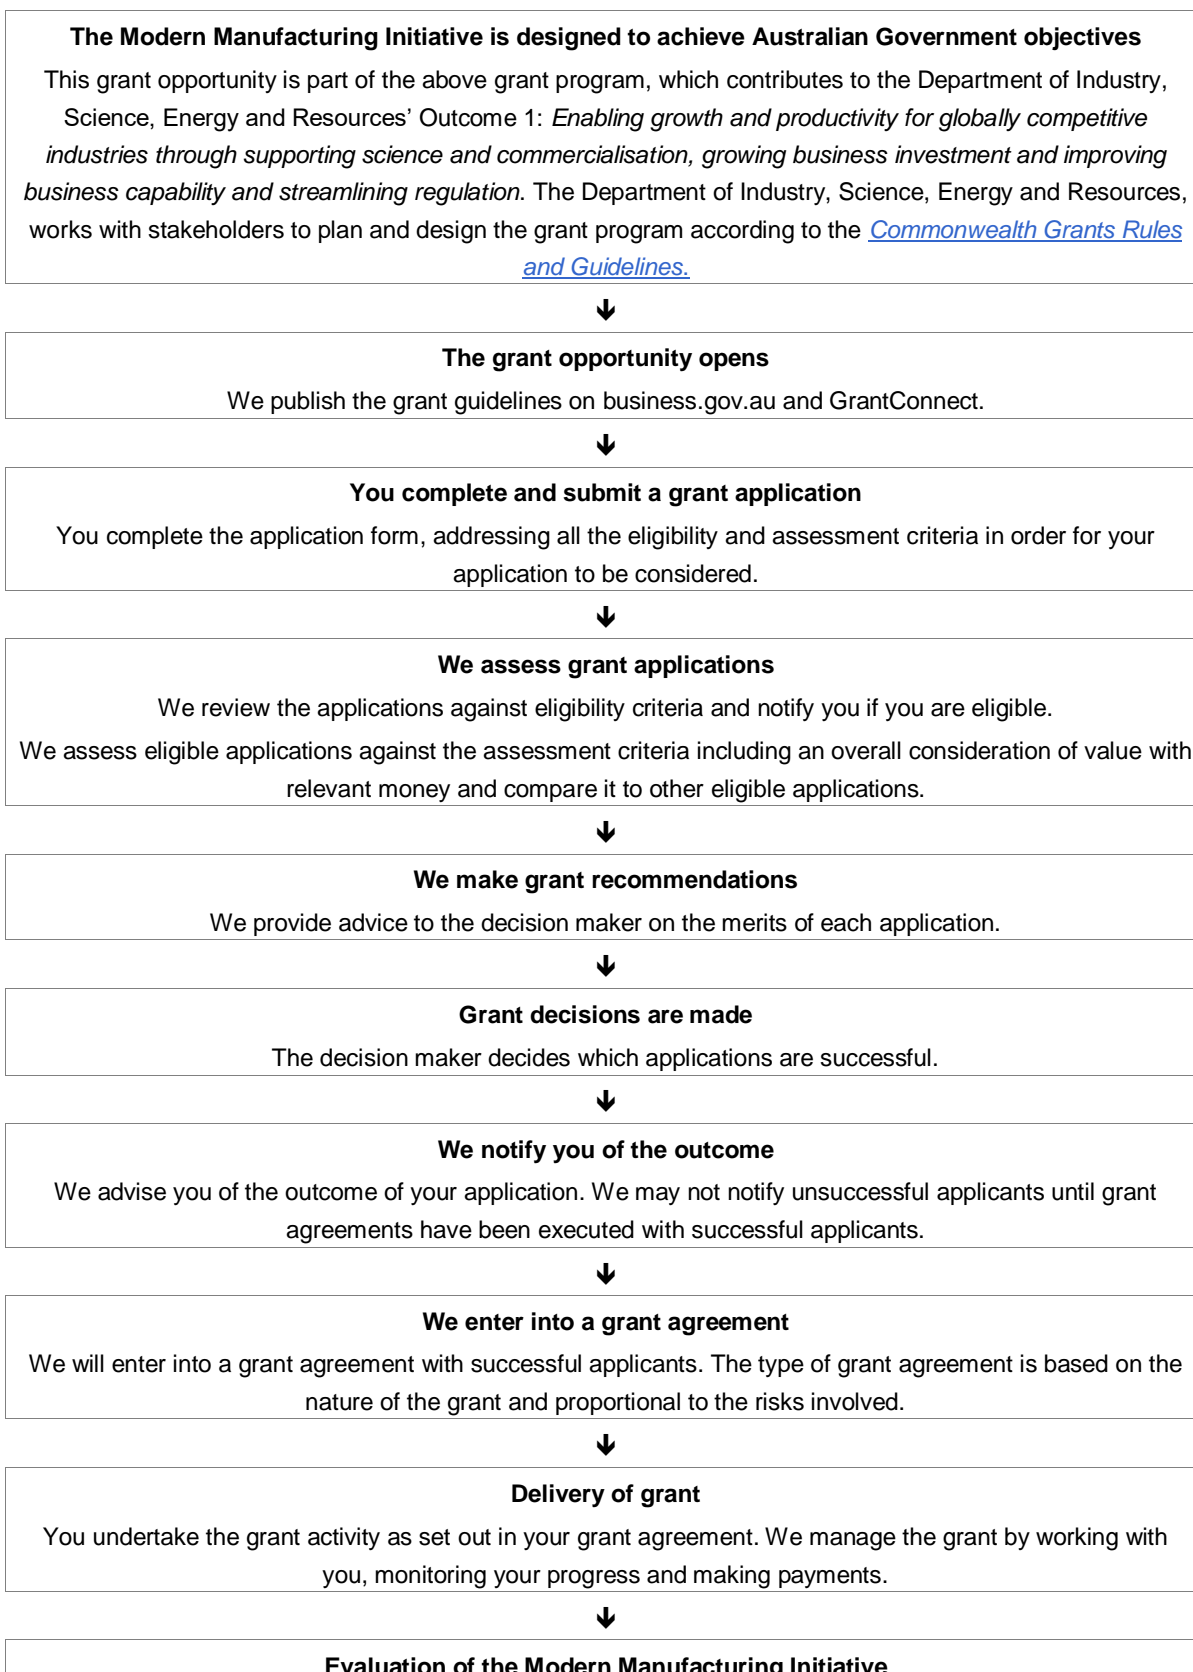 The Modern Manufacturing Initiative is designed to achieve Australian Government objectives
This grant opportunity is part of the above grant program, which contributes to the Department of Industry,
Science, Energy and Resources’ Outcome 1: Enabling growth and productivity for globally competitive
industries through supporting science and commercialisation, growing business investment and improving
business capability and streamlining regulation. The Department of Industry, Science, Energy and Resources,
works with stakeholders to plan and design the grant program according to the Commonwealth Grants Rules
and Guidelines.
The grant opportunity opens
We publish the grant guidelines on business.gov.au and GrantConnect.
You complete and submit a grant application
You complete the application form, addressing all the eligibility and assessment criteria in order for your
application to be considered.
We assess grant applications
We review the applications against eligibility criteria and notify you if you are eligible.
We assess eligible applications against the assessment criteria including an overall consideration of value with
relevant money and compare it to other eligible applications.
We make grant recommendations
We provide advice to the decision maker on the merits of each application.
Grant decisions are made
The decision maker decides which applications are successful.
We notify you of the outcome
We advise you of the outcome of your application. We may not notify unsuccessful applicants until grant
agreements have been executed with successful applicants.
We enter into a grant agreement
We will enter into a grant agreement with successful applicants. The type of grant agreement is based on the
nature of the grant and proportional to the risks involved.
Delivery of grant
You undertake the grant activity as set out in your grant agreement. We manage the grant by working with
you, monitoring your progress and making payments.
Evaluation of the Modern Manufacturing Initiative